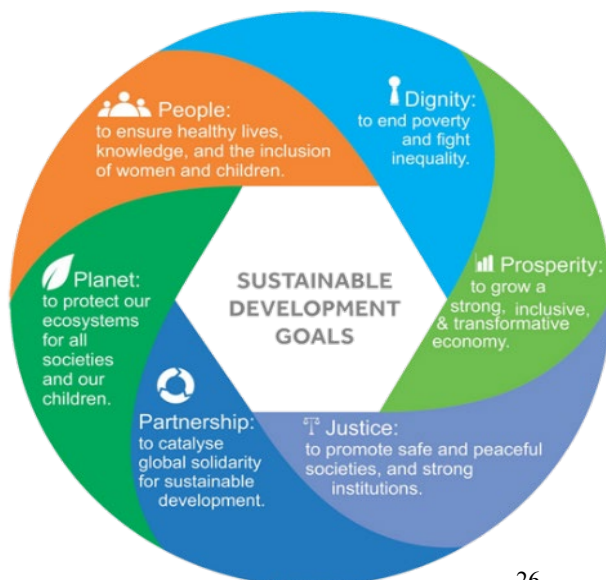 People:
to ensure healthy lives,
knowledge, and the inclusion
of women and children.
Dignity:
to end poverty
and fight
inequality.
Prosperity:
to grow a
strong, inclusive,
& transformative
economy.
Justice:
to promote safe and peaceful
societies, and strong
institutions.
Partnership:
to catalyse
global solidarity
for sustainable
development.
Planet:
to protect our
ecosystems
for all
societies
and our
children.
SUSTAINABLE
DEVELOPMENT
GOALS